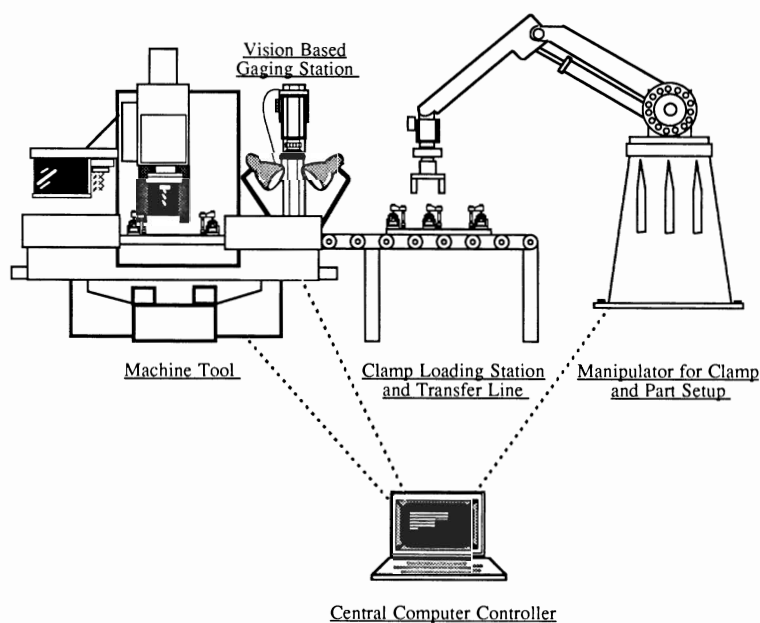 Vision Based
Gaging Station
Machine Tool
Clamp Loading Station
and Transfer Line
Manipulator for Clamp
and Part Setup
Central Computer Controller